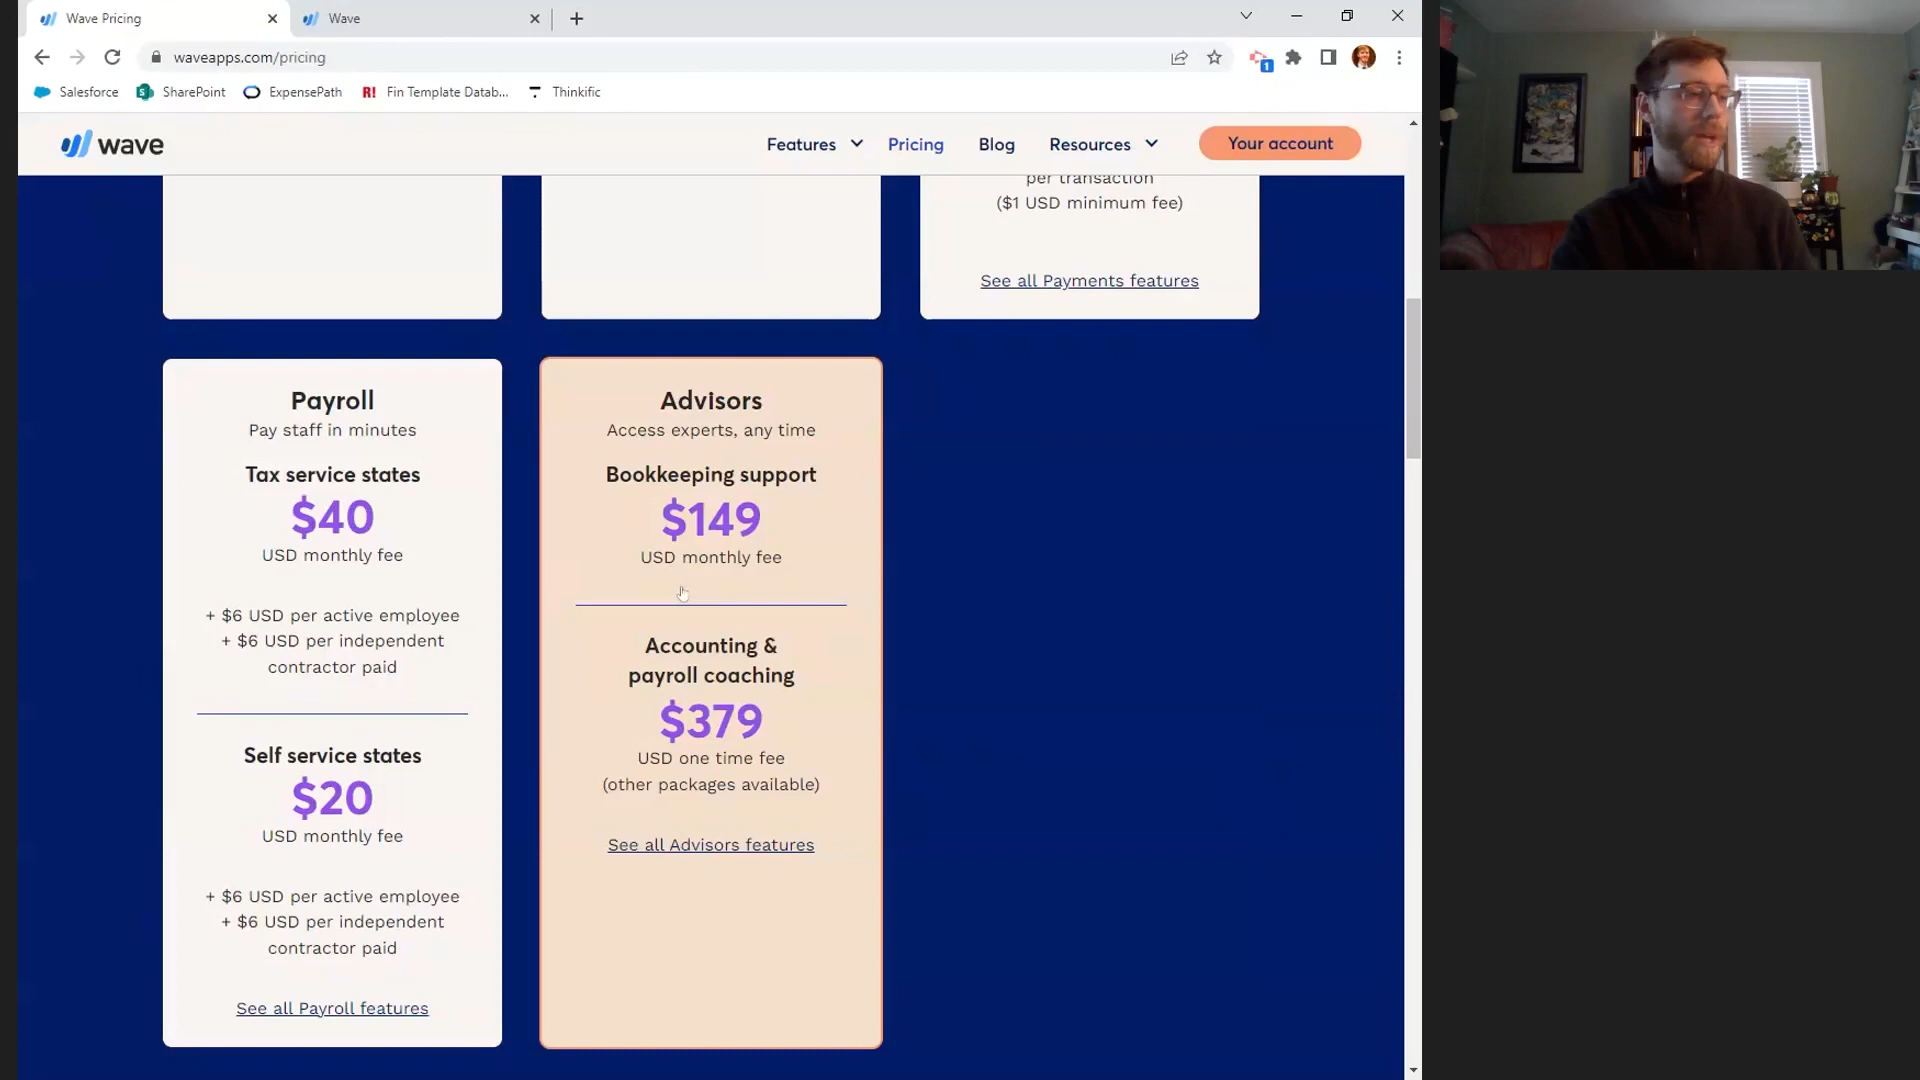 Wave Pricing
Wave
waveapps.com/pricing
1
Salesforce
SharePoint
ExpensePath
R!
Fin Template Datab...
Thinkific
wave
Features
Pricing
Blog
Resources
Your account
per transaction
($1 USD minimum fee)
See all Payments features
Payroll
Pay staff in minutes
Tax service states
$40
USD monthly fee
+ $6 USD per active employee
+ $6 USD per independent
contractor paid
Self service states
$20
USD monthly fee
+ $6 USD per active employee
+ $6 USD per independent
contractor paid
See all Payroll features
Advisors
Access experts, any time
Bookkeeping support
$149
USD monthly fee
Accounting &
payroll coaching
$379
USD one time fee
(other packages available)
See all Advisors features